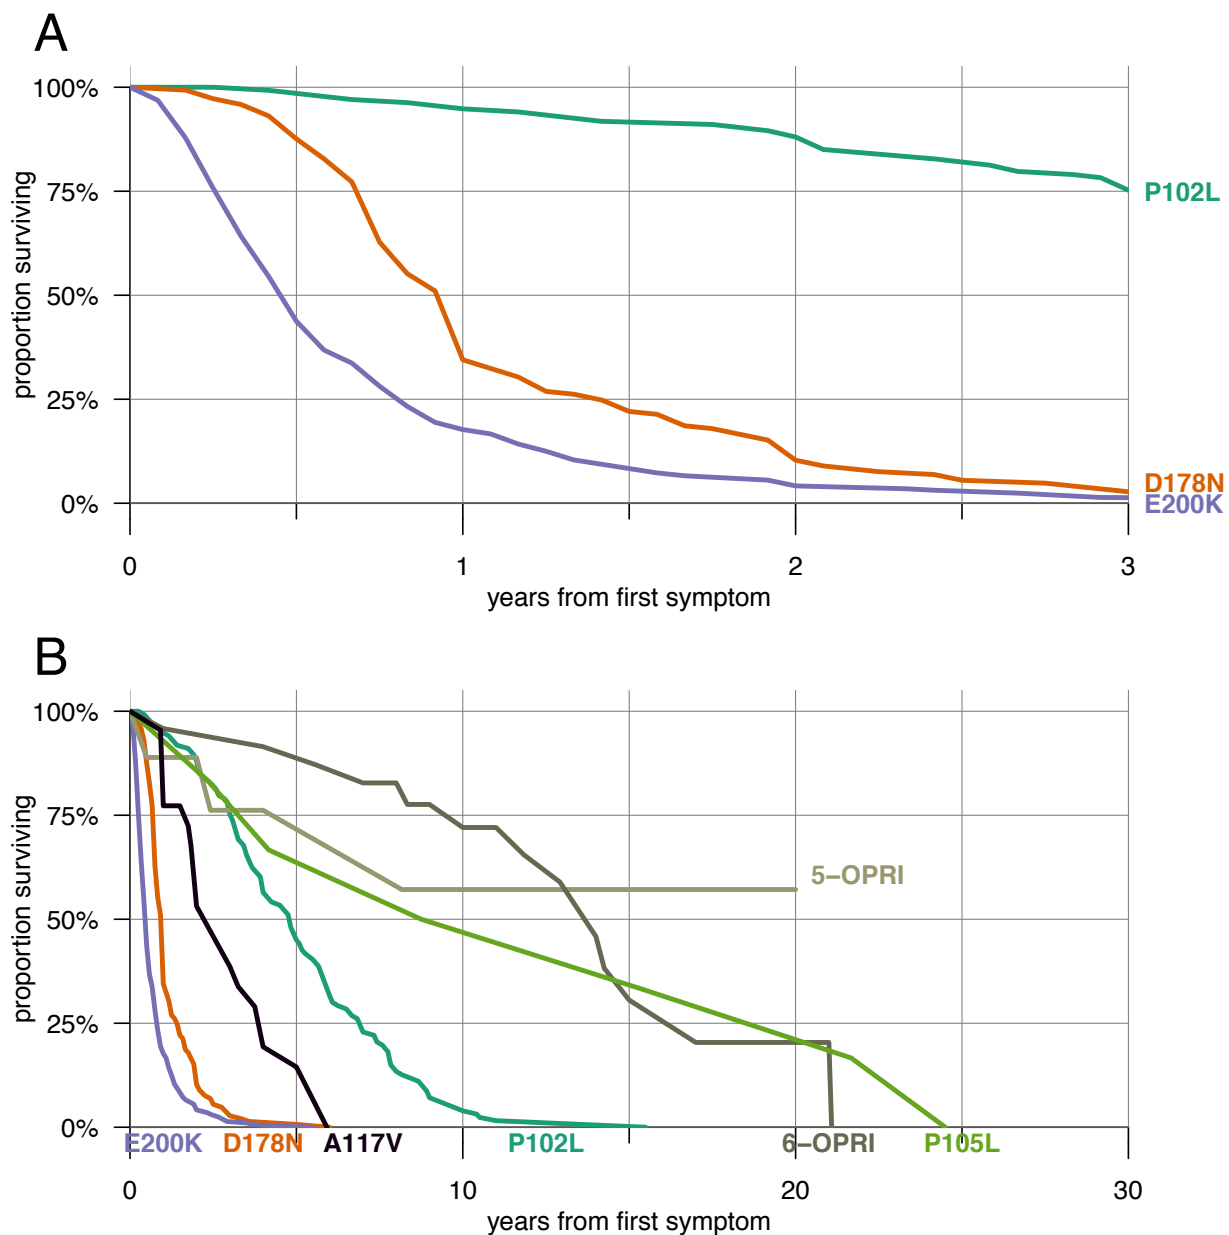 A
100%
75%
50%
25%
0%
proportion surviving
P102L
D178N
E200K
0 1 2 3
years from first symptom
B
100%
75%
50%
25%
0%
proportion surviving
5−OPRI
E200K D178N A117V P102L 6−OPRI P105L
0 10 20 30
years from first symptom